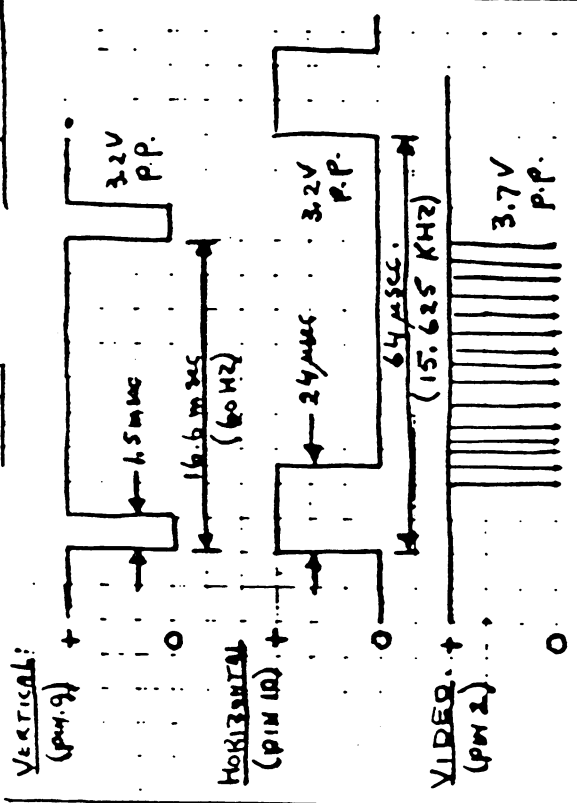 VERTICAL:
(PIN. 9)
+
0
1.5 msec
16.6 m sec
(60 HZ)
3.2V
P.P.
HORIZONTAL
(PIN 10)
+
0
24 µsec
3.2V
P.P.
64 µsec.
(15.625 KHZ)
VIDEO.
(PIN 2)
+
0
3.7V
P.P.